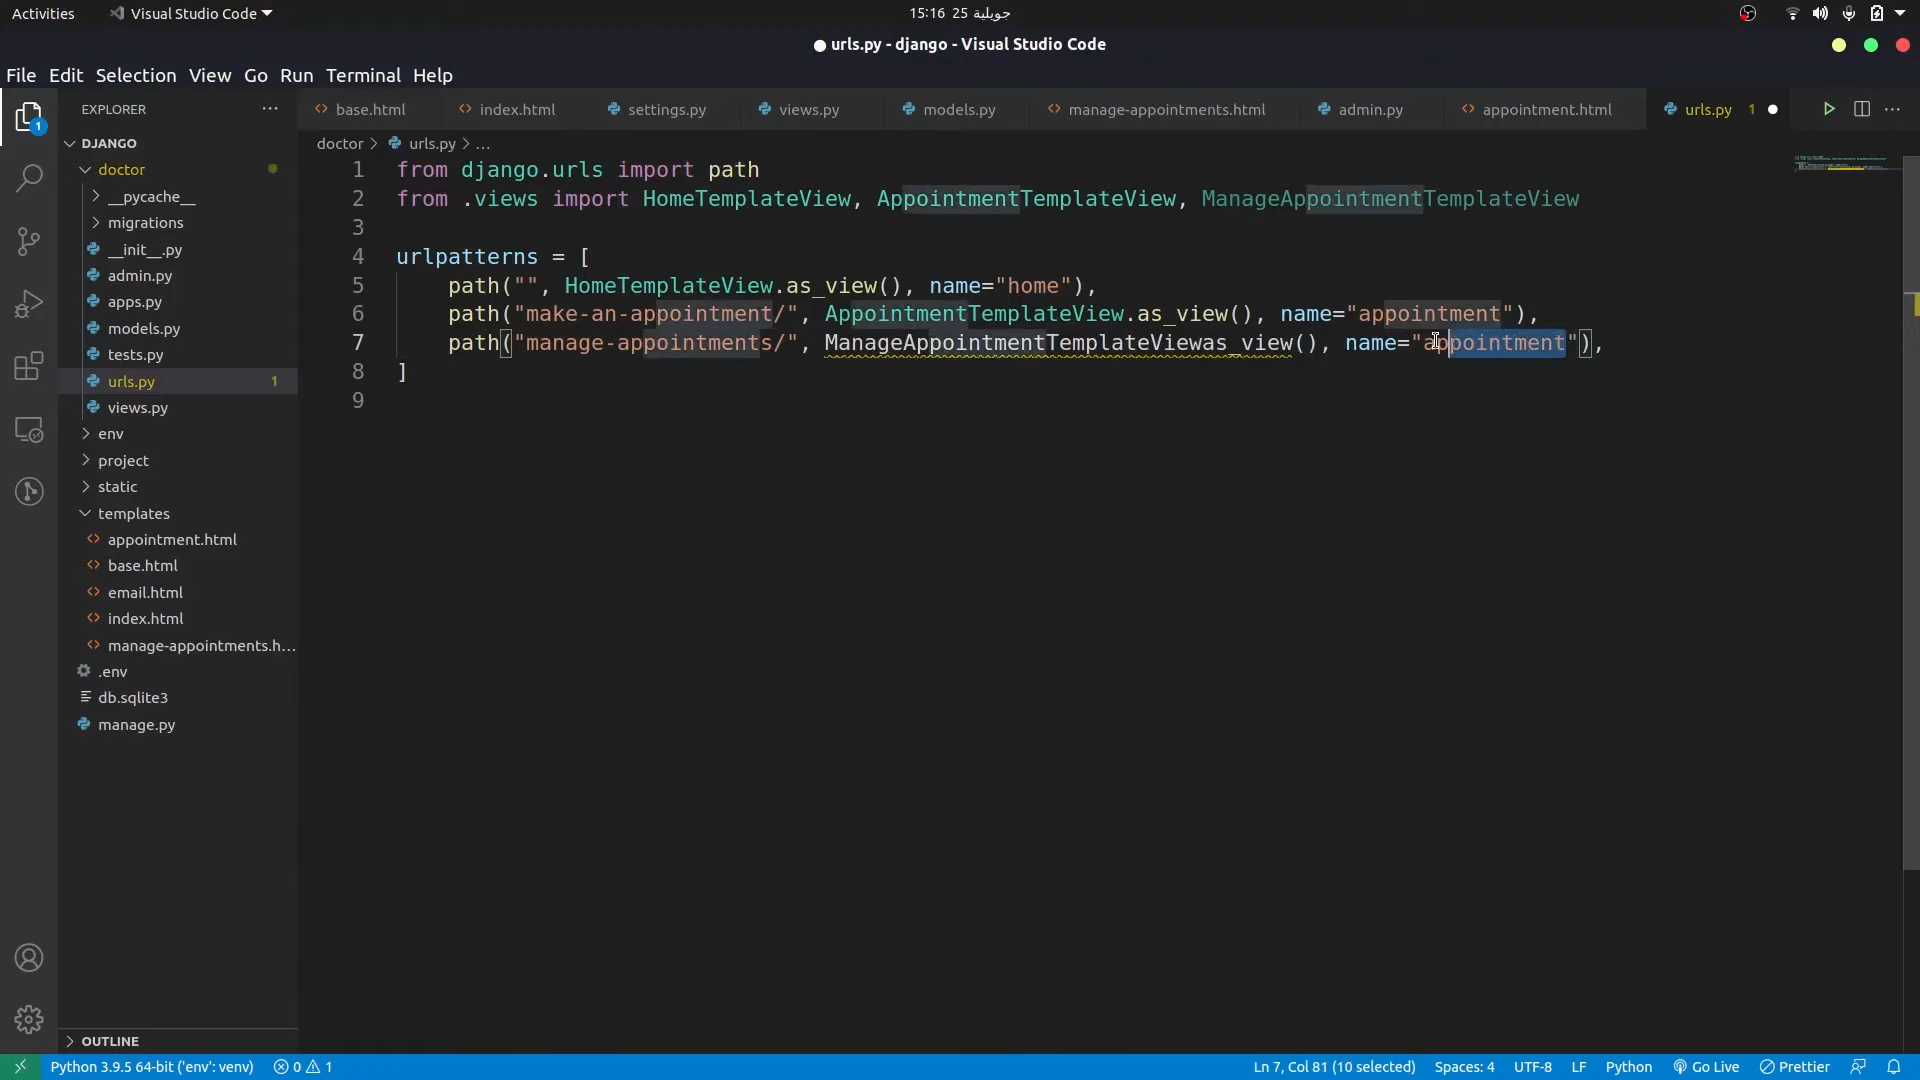 Activities
Visual Studio Code
15:16 25 جويلية
urls.py - django - Visual Studio Code
File Edit Selection View Go Run Terminal Help
EXPLORER
base.html
index.html
settings.py
views.py
models.py
manage-appointments.html
admin.py
appointment.html
urls.py 1
1
DJANGO
doctor
__pycache__
migrations
__init__.py
admin.py
apps.py
models.py
tests.py
urls.py 1
views.py
env
project
static
templates
appointment.html
base.html
email.html
index.html
manage-appointments.h...
.env
db.sqlite3
manage.py
OUTLINE
doctor > urls.py > ...
1 from django.urls import path
2 from .views import HomeTemplateView, AppointmentTemplateView, ManageAppointmentTemplateView
3
4 urlpatterns = [
5 path("", HomeTemplateView.as_view(), name="home"),
6 path("make-an-appointment/", AppointmentTemplateView.as_view(), name="appointment"),
7 path("manage-appointments/", ManageAppointmentTemplateViewas_view(), name="appointment"),
8 ]
9
Python 3.9.5 64-bit ('env': venv) 0 1
Ln 7, Col 81 (10 selected) Spaces: 4 UTF-8 LF Python Go Live Prettier